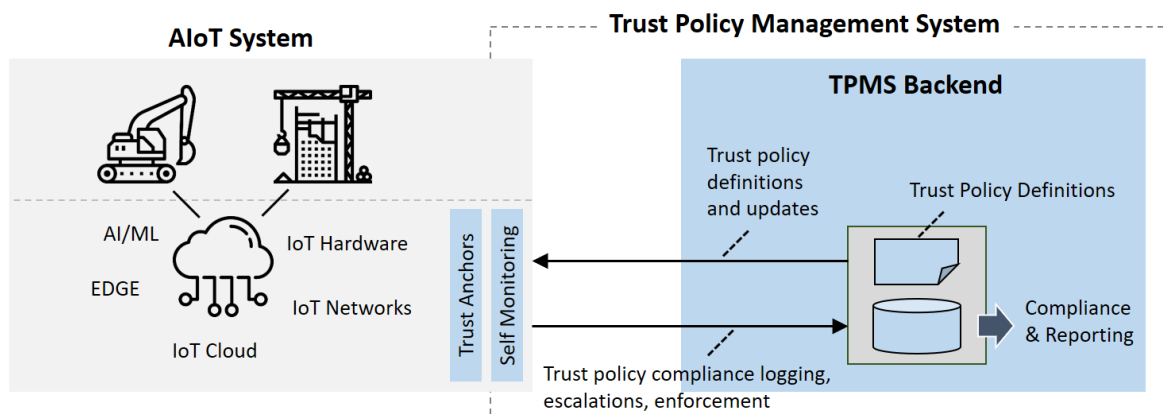 AIoT System
Trust Policy Management System
TPMS Backend
Trust policy
definitions
and updates
Trust Policy Definitions
AI/ML
IoT Hardware
EDGE
IoT Networks
IoT Cloud
Trust Anchors
Self Monitoring
Compliance
& Reporting
Trust policy compliance logging,
escalations, enforcement